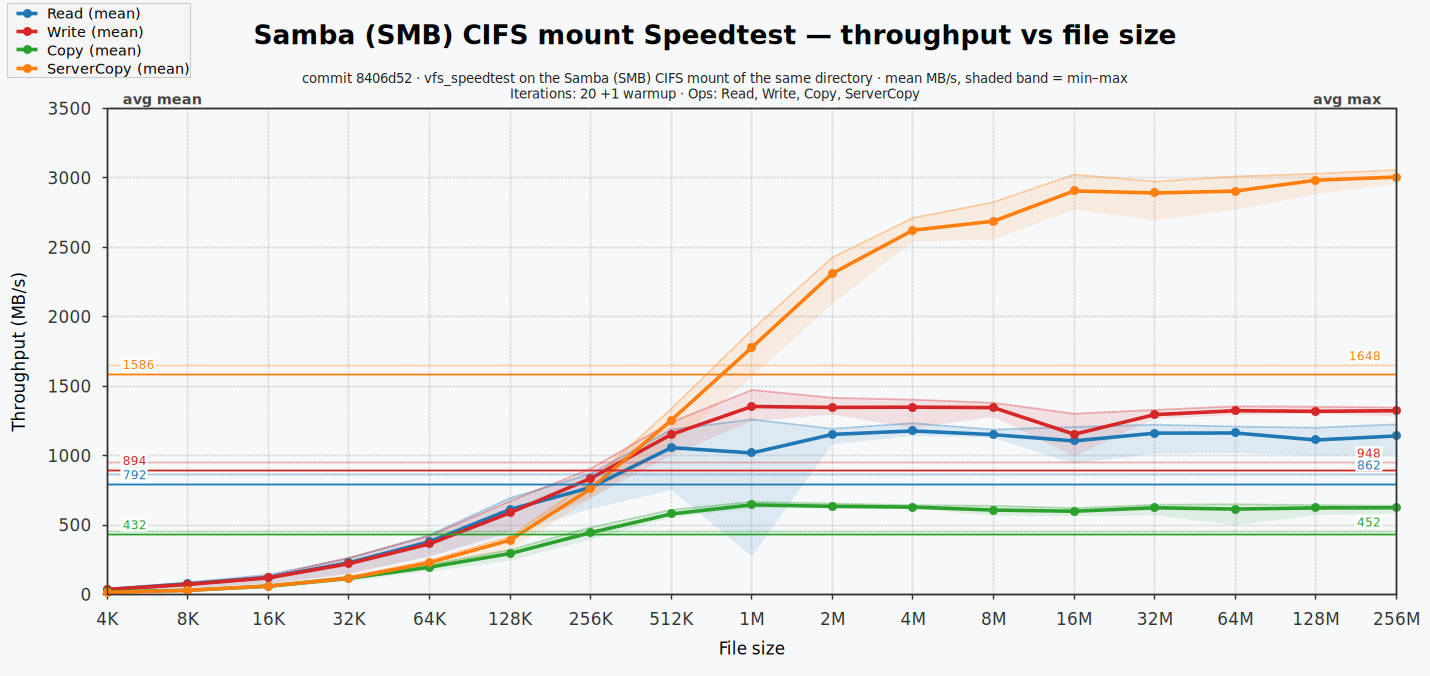 Read (mean)
Write (mean)
Copy (mean)
ServerCopy (mean)
Samba (SMB) CIFS mount Speedtest — throughput vs file size
commit 8406d52 · vfs_speedtest on the Samba (SMB) CIFS mount of the same directory · mean MB/s, shaded band = min–max
Iterations: 20 +1 warmup · Ops: Read, Write, Copy, ServerCopy
avg mean
avg max
3500
3000
2500
2000
1500
1000
500
0
Throughput (MB/s)
1586
1648
894
948
792
862
432
452
4K 8K 16K 32K 64K 128K 256K 512K 1M 2M 4M 8M 16M 32M 64M 128M 256M
File size